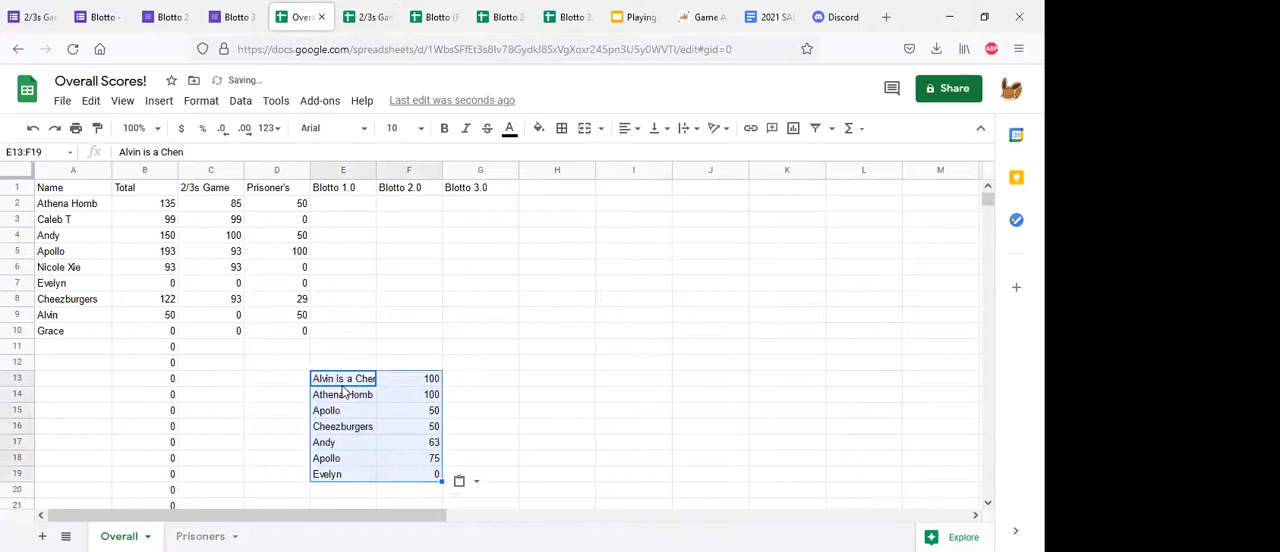 2/3s Ga
Blotto -
Blotto 2.
Blotto 3
Over
2/3s Ga
Blotto (
Blotto 2.
Blotto 3.
Playing
Game A
2021 SA
Discord
https://docs.google.com/spreadsheets/d/1WbsSFfEt3s8Iv78GydkI8SxVgXoxr245pn3U5y0WVTI/edit#gid=0
ABP
Overall Scores!
Saving...
File Edit View Insert Format Data Tools Add-ons Help Last edit was seconds ago
Share
100% $ % .0 .00 123 Arial 10 B I S A
31
E13:F19 fx Alvin is a Chen
A B C D E F G H I J K L M
1 Name Total 2/3s Game Prisoner's Blotto 1.0 Blotto 2.0 Blotto 3.0
2 Athena Homb 135 85 50
3 Caleb T 99 99 0
4 Andy 150 100 50
5 Apollo 193 93 100
6 Nicole Xie 93 93 0
7 Evelyn 0 0 0
8 Cheezburgers 122 93 29
9 Alvin 50 0 50
10 Grace 0 0 0
11 0
12 0
13 0 Alvin is a Chen 100
14 0 Athena Homb 100
15 0 Apollo 50
16 0 Cheezburgers 50
17 0 Andy 63
18 0 Apollo 75
19 0 Evelyn 0
20 0
21 0
Overall Prisoners Explore